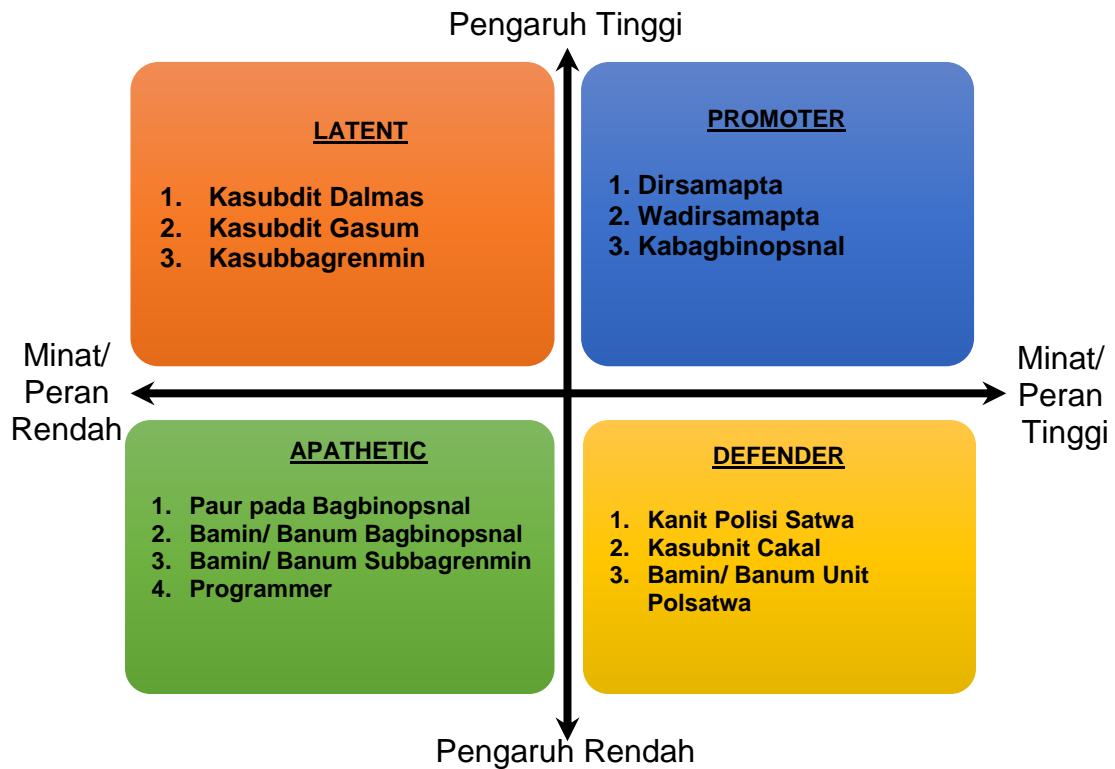 Pengaruh Tinggi
LATENT
1. Kasubdit Dalmas
2. Kasubdit Gasum
3. Kasubbagrenmin
PROMOTER
1. Dirsamapta
2. Wadirsamapta
3. Kabagbinopsnal
Minat/
Peran
Rendah
Minat/
Peran
Tinggi
APATHETIC
1. Paur pada Bagbinopsnal
2. Bamin/ Banum Bagbinopsnal
3. Bamin/ Banum Subbagrenmin
4. Programmer
DEFENDER
1. Kanit Polisi Satwa
2. Kasubnit Cakal
3. Bamin/ Banum Unit
Polsatwa
Pengaruh Rendah